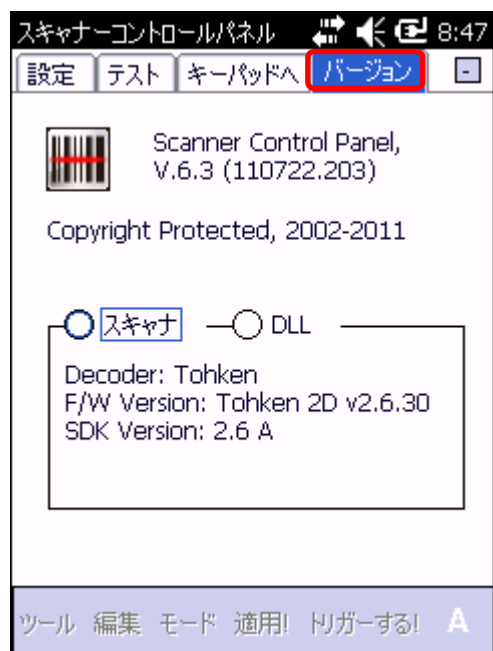 スキャナーコントロールパネル 8:47
設定 テスト キーパッドへ バージョン -
Scanner Control Panel,
V.6.3 (110722.203)
Copyright Protected, 2002-2011
スキャナ DLL
Decoder: Tohken
F/W Version: Tohken 2D v2.6.30
SDK Version: 2.6 A
ツール 編集 モード 適用! トリガーする! A